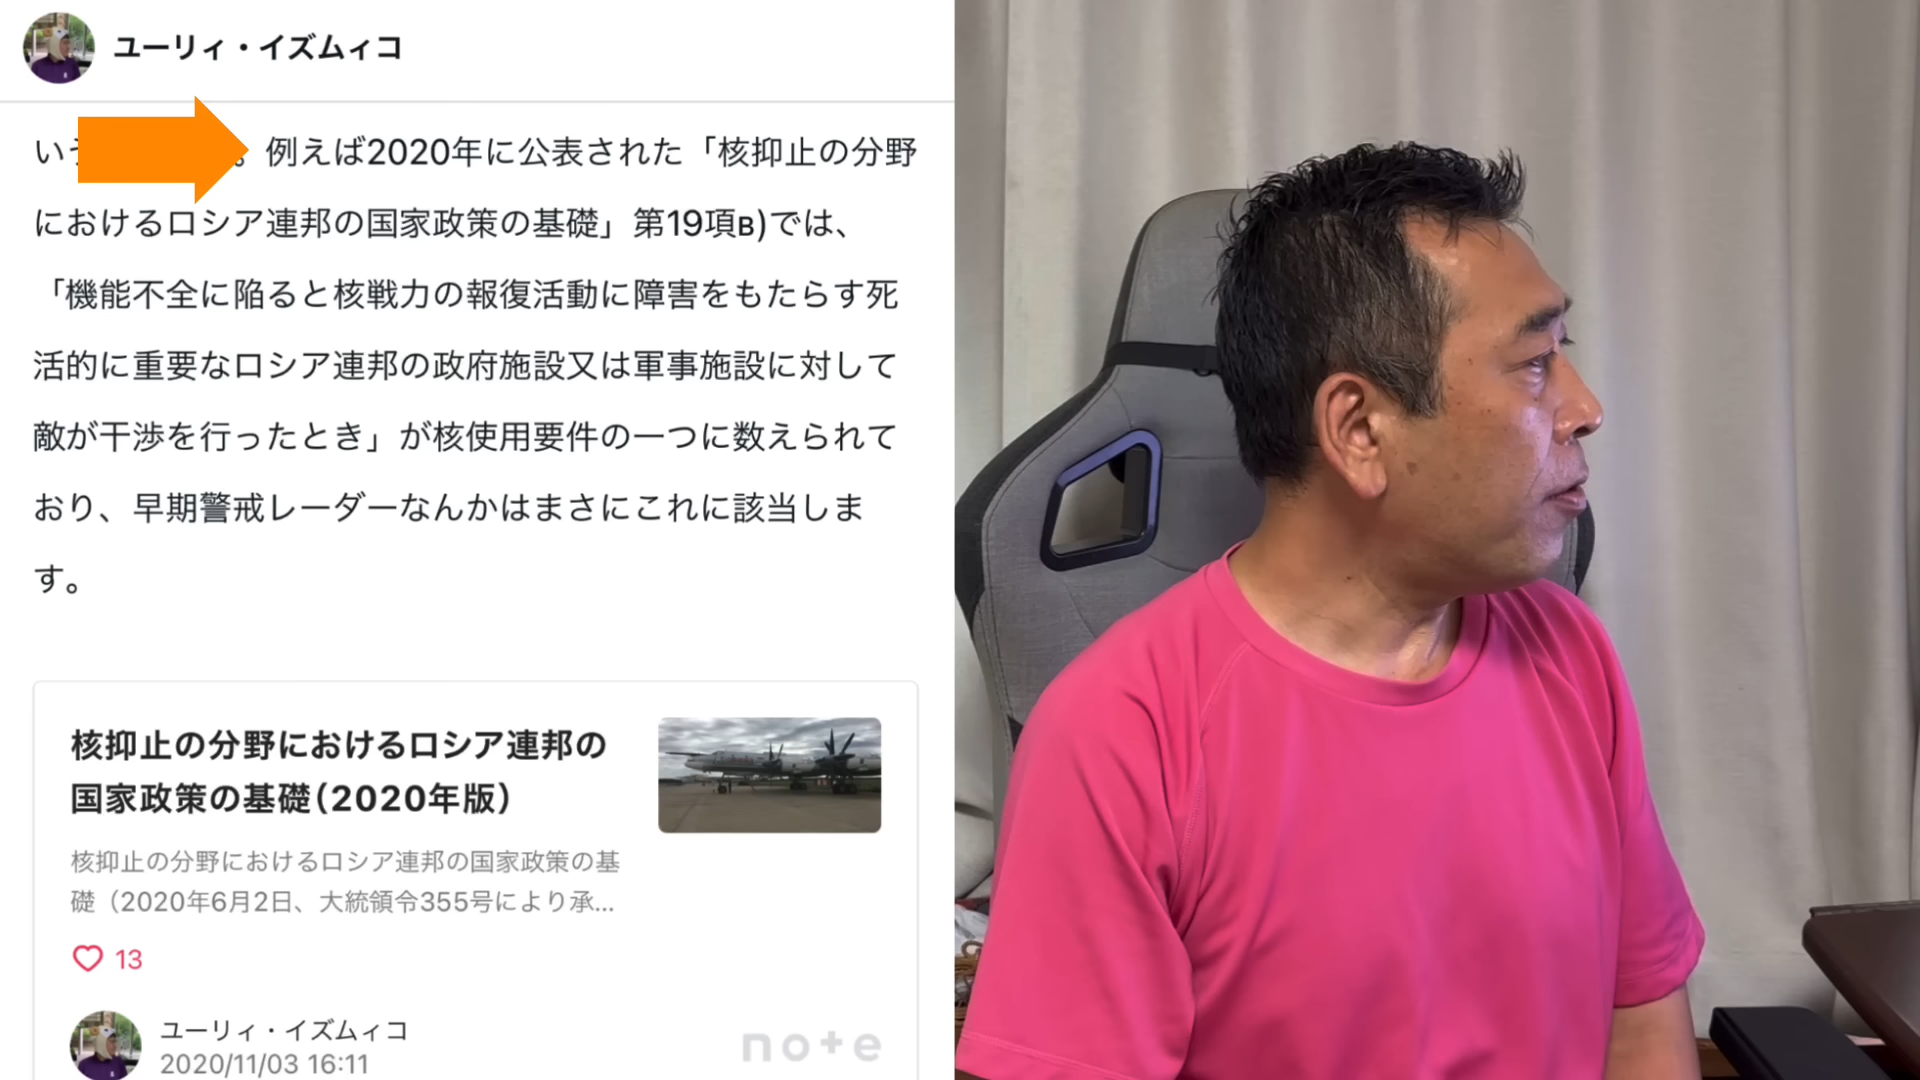 ユーリィ・イズムィコ
いう。例えば2020年に公表された「核抑止の分野
におけるロシア連邦の国家政策の基礎」第19項в)では、
「機能不全に陥ると核戦力の報復活動に障害をもたらす死
活的に重要なロシア連邦の政府施設又は軍事施設に対して
敵が干渉を行ったとき」が核使用要件の一つに数えられて
おり、早期警戒レーダーなんかはまさにこれに該当しま
す。
核抑止の分野におけるロシア連邦の
国家政策の基礎（2020年版）
核抑止の分野におけるロシア連邦の国家政策の基
礎（2020年6月2日、大統領令355号により承...
13
ユーリィ・イズムィコ
2020/11/03 16:11
note